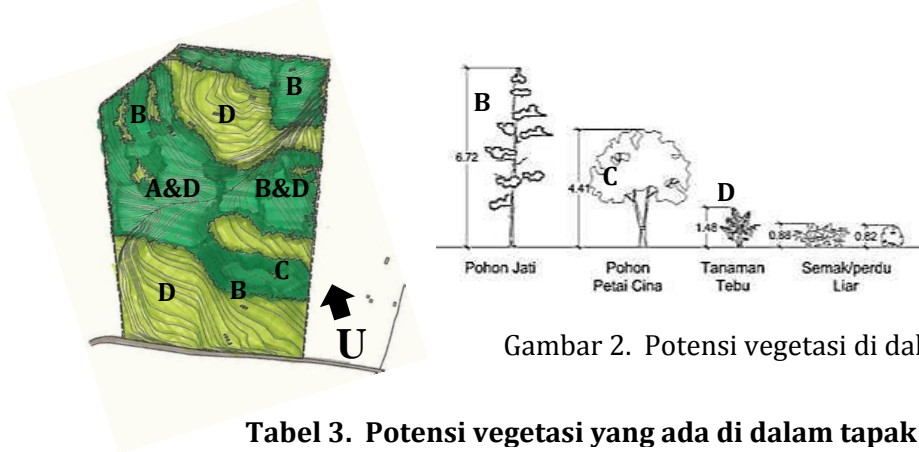 B
B
D
A&D
B&D
C
D
B
U
B
6.72
C
4.41
D
1.48
0.88
0.62
Pohon Jati
Pohon
Petai Cina
Tanaman
Tebu
Semak/perdu
Liar
Gambar 2. Potensi vegetasi di dal
Tabel 3. Potensi vegetasi yang ada di dalam tapak